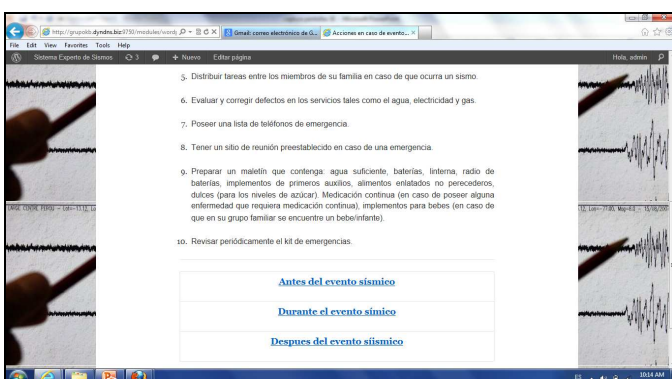 http://grupokb.dyndns.biz:9750/modules/wordp
Gmail: correo electrónico de G...
Acciones en caso de evento...
File Edit View Favorites Tools Help
Sistema Experto de Sismos 3 + Nuevo Editar página Hola, admin
5. Distribuir tareas entre los miembros de su familia en caso de que ocurra un sismo.
6. Evaluar y corregir defectos en los servicios tales como el agua, electricidad y gas.
7. Poseer una lista de teléfonos de emergencia.
8. Tener un sitio de reunión preestablecido en caso de una emergencia.
9. Preparar un maletín que contenga: agua suficiente, baterías, linterna, radio de
baterías, implementos de primeros auxilios, alimentos enlatados no perecederos,
dulces (para los niveles de azúcar). Medicación continua (en caso de poseer alguna
enfermedad que requiera medicación continua), implementos para bebes (en caso de
que en su grupo familiar se encuentre un bebe/infante).
10. Revisar periódicamente el kit de emergencias.
Antes del evento sísmico
Durante el evento símico
Despues del evento síismico
ES 10:14 AM